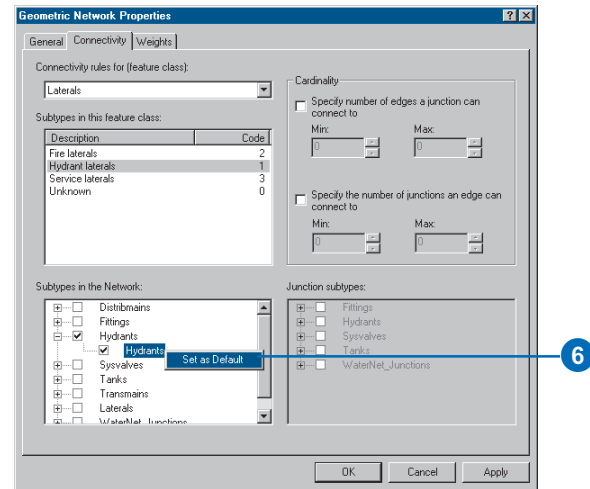 Geometric Network Properties
General Connectivity Weights
Connectivity rules for (feature class):
Laterals
Subtypes in this feature class:
Description Code
Fire laterals 2
Hydrant laterals 1
Service laterals 3
Unknown 0
Cardinality
Specify number of edges a junction can
connect to
Min: Max:
0 0
Specify the number of junctions an edge can
connect to
Min: Max:
0 0
Subtypes in the Network:
Distribmains
Fittings
Hydrants
Hydrants
Set as Default
Sysvalves
Tanks
Transmains
Laterals
WaterNet_Junctions
Junction subtypes:
Fittings
Hydrants
Sysvalves
Tanks
WaterNet_Junctions
6
OK Cancel Apply